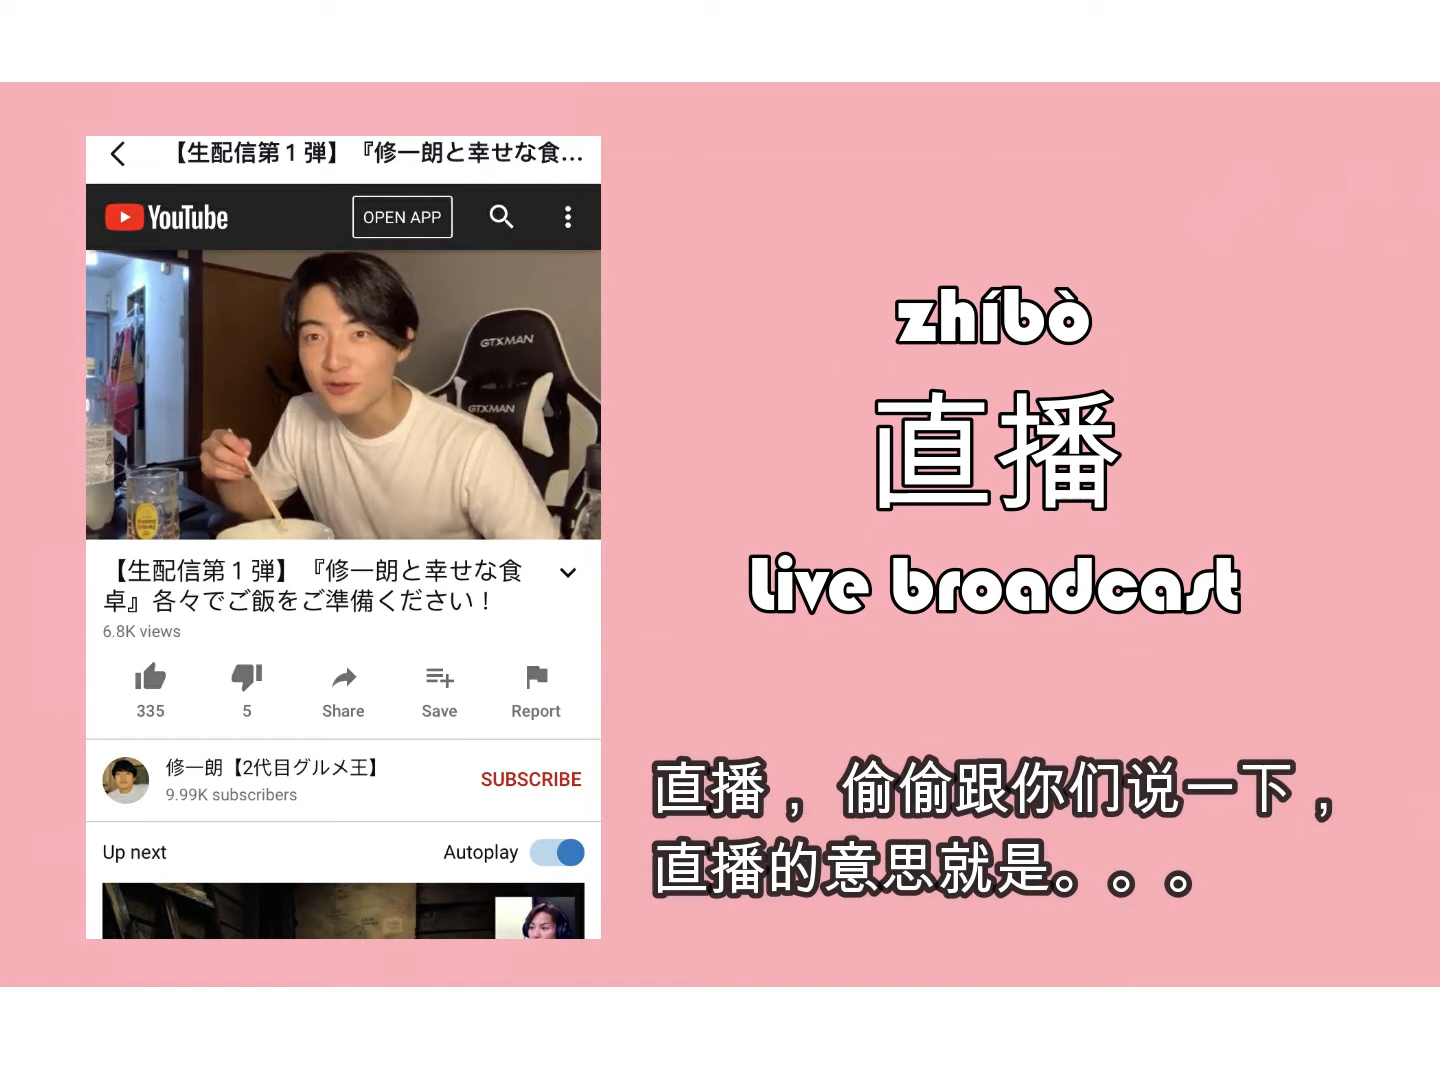 【生配信第１弾】『修一朗と幸せな食...
YouTube
OPEN APP
GTXMAN
GTXMAN
【生配信第１弾】『修一朗と幸せな食
卓』各々でご飯をご準備ください！
6.8K views
335
5
Share
Save
Report
修一朗【2代目グルメ王】
9.99K subscribers
SUBSCRIBE
Up next
Autoplay
zhíbò
直播
Live broadcast
直播，偷偷跟你们说一下，
直播的意思就是。。。